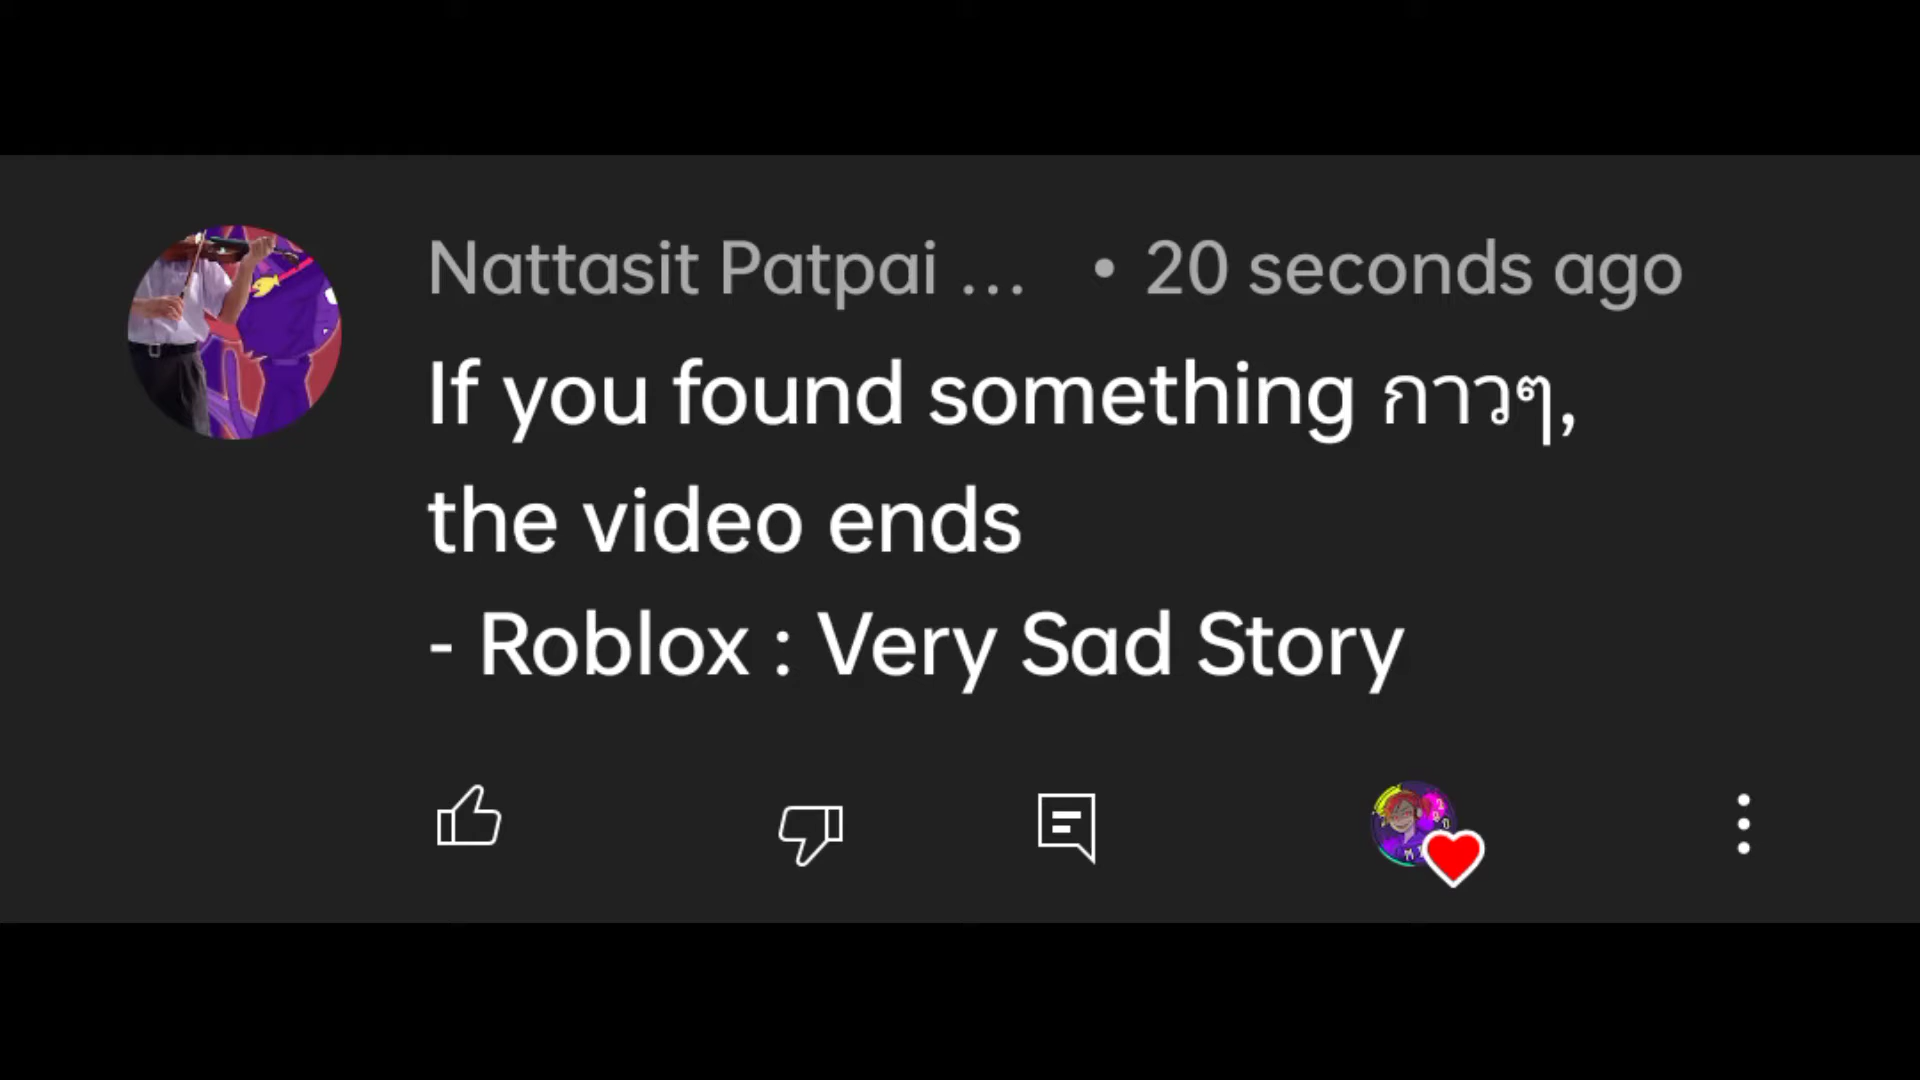 Nattasit Patpai ... • 20 seconds ago
If you found something กาวๆ,
the video ends
- Roblox : Very Sad Story